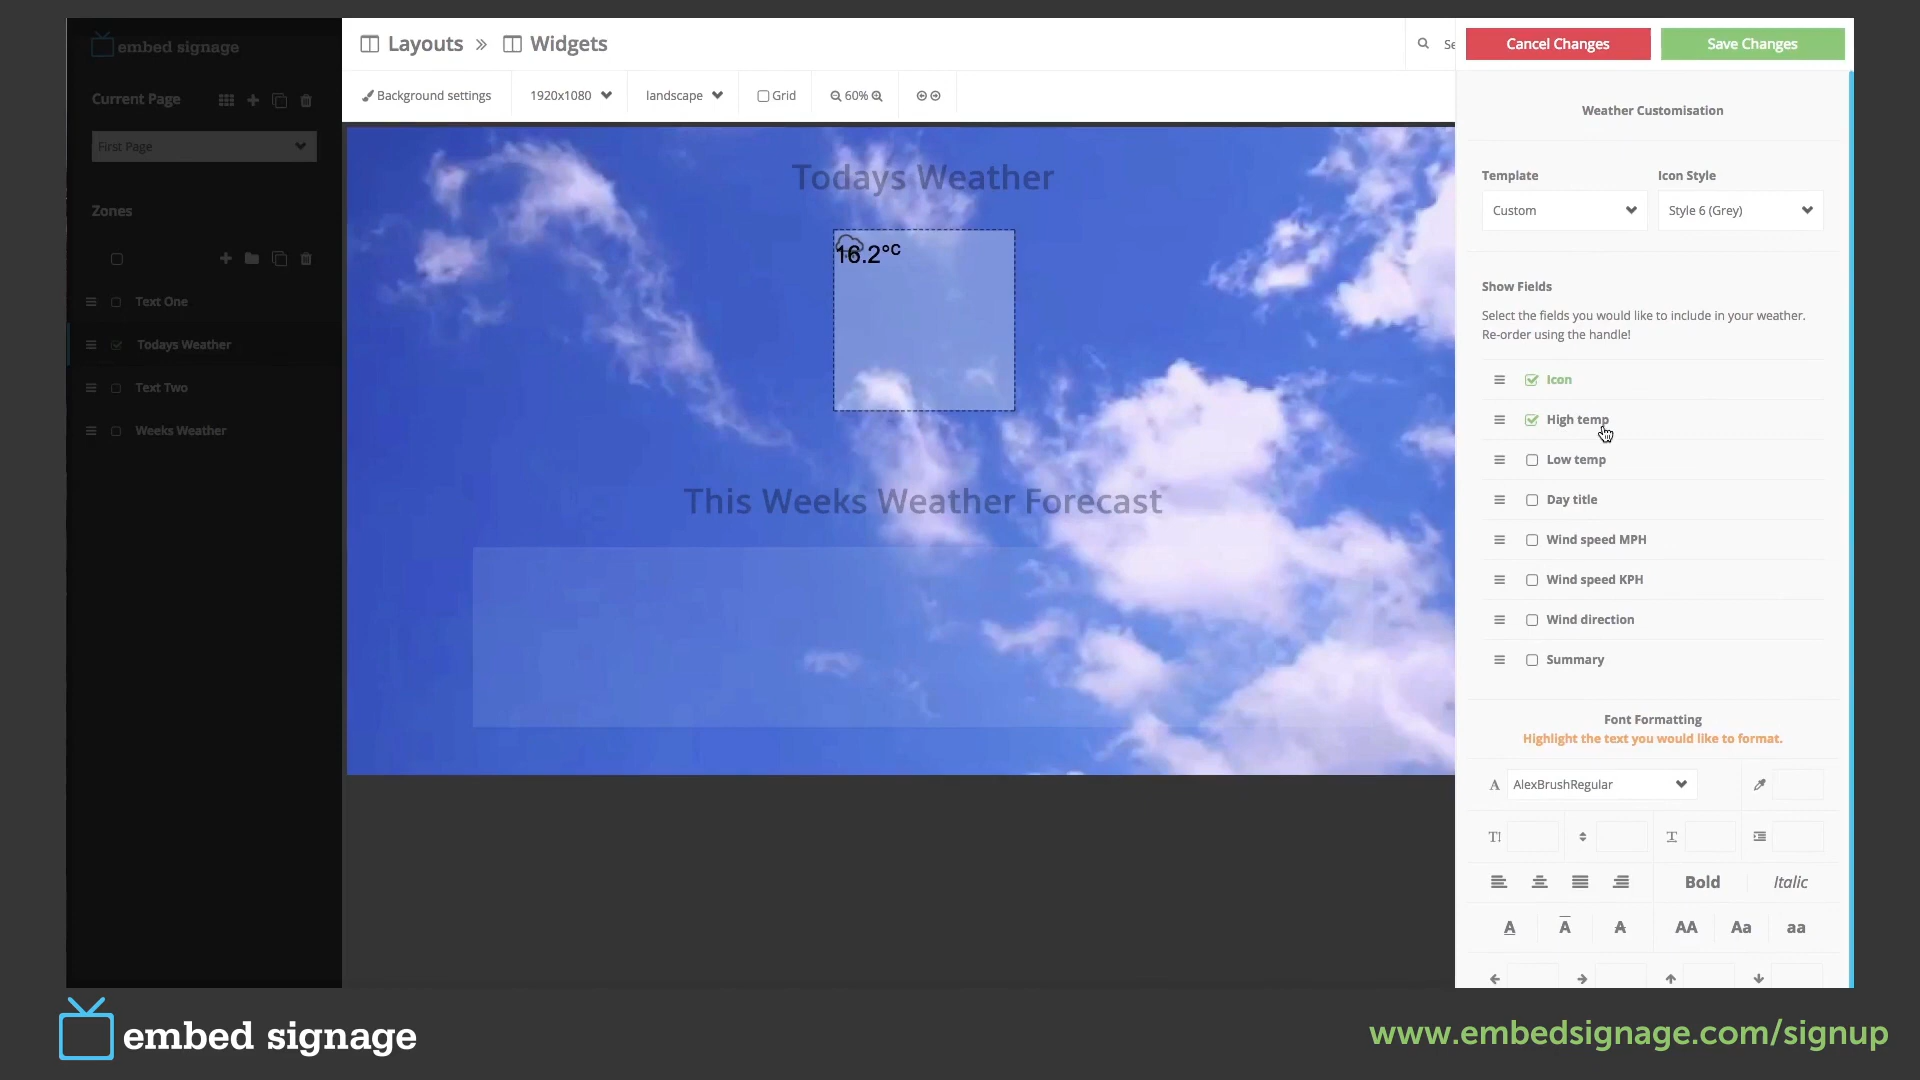 embed signage
Layouts » Widgets
Cancel Changes
Save Changes
Current Page
Background settings
1920x1080
landscape
Grid
60%
Weather Customisation
First Page
Todays Weather
Template
Icon Style
Custom
Style 6 (Grey)
Zones
16.2°C
Show Fields
Select the fields you would like to include in your weather.
Re-order using the handle!
Text One
Todays Weather
Text Two
Weeks Weather
Icon
High temp
Low temp
Day title
Wind speed MPH
Wind speed KPH
Wind direction
Summary
This Weeks Weather Forecast
Font Formatting
Highlight the text you would like to format.
AlexBrushRegular
Bold
Italic
A
A
A
AA
Aa
aa
embed signage
www.embedsignage.com/signup